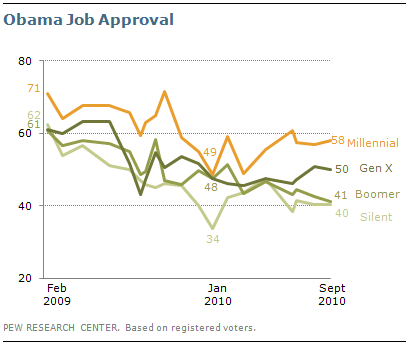 Obama Job Approval
80
71
62
61
60
49
58 Millennial
50 Gen X
48
41 Boomer
40
40 Silent
34
20
Feb 2009
Jan 2010
Sept 2010
PEW RESEARCH CENTER. Based on registered voters.